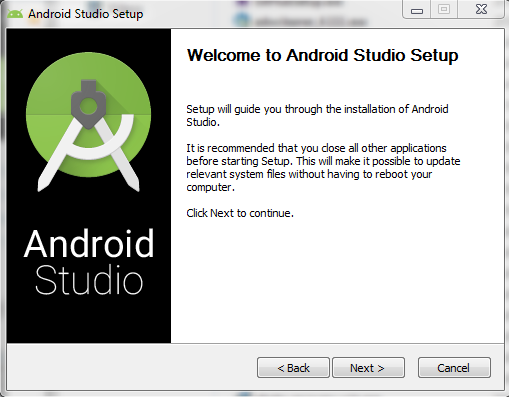 Android Studio Setup
Welcome to Android Studio Setup
Setup will guide you through the installation of Android
Studio.
It is recommended that you close all other applications
before starting Setup. This will make it possible to update
relevant system files without having to reboot your
computer.
Click Next to continue.
Android
Studio
< Back
Next >
Cancel